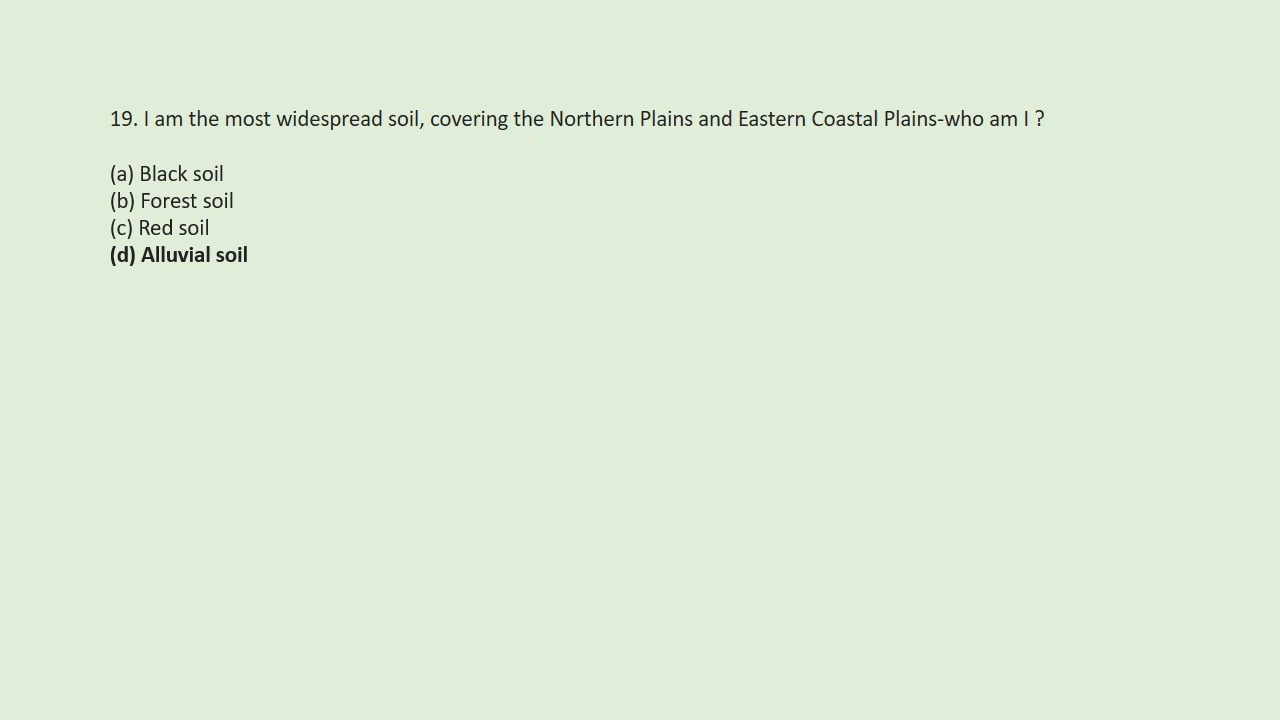 19. I am the most widespread soil, covering the Northern Plains and Eastern Coastal Plains-who am I ?
(a) Black soil
(b) Forest soil
(c) Red soil
(d) Alluvial soil